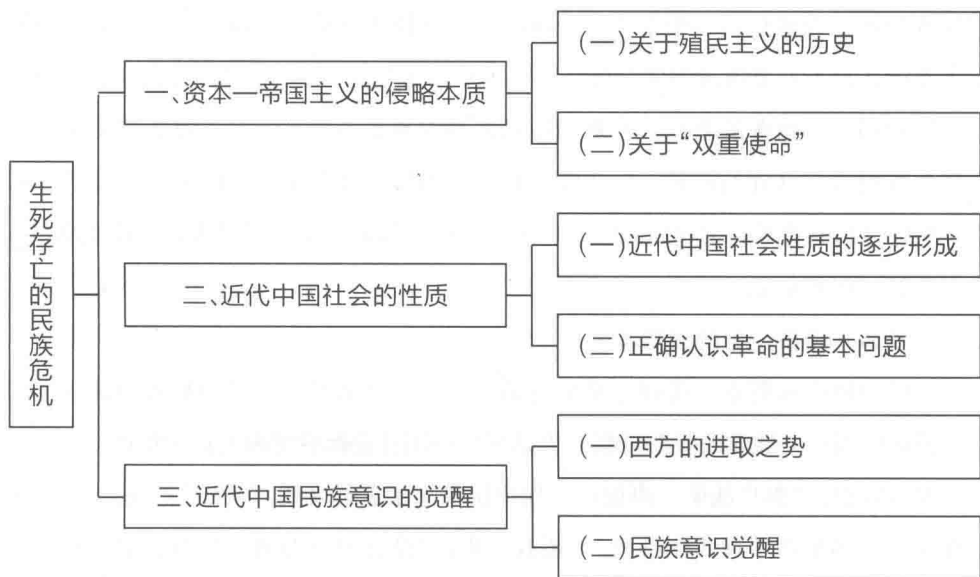 生死存亡的民族危机
一、资本—帝国主义的侵略本质
(一)关于殖民主义的历史
(二)关于“双重使命”
二、近代中国社会的性质
(一)近代中国社会性质的逐步形成
(二)正确认识革命的基本问题
三、近代中国民族意识的觉醒
(一)西方的进取之势
(二)民族意识觉醒